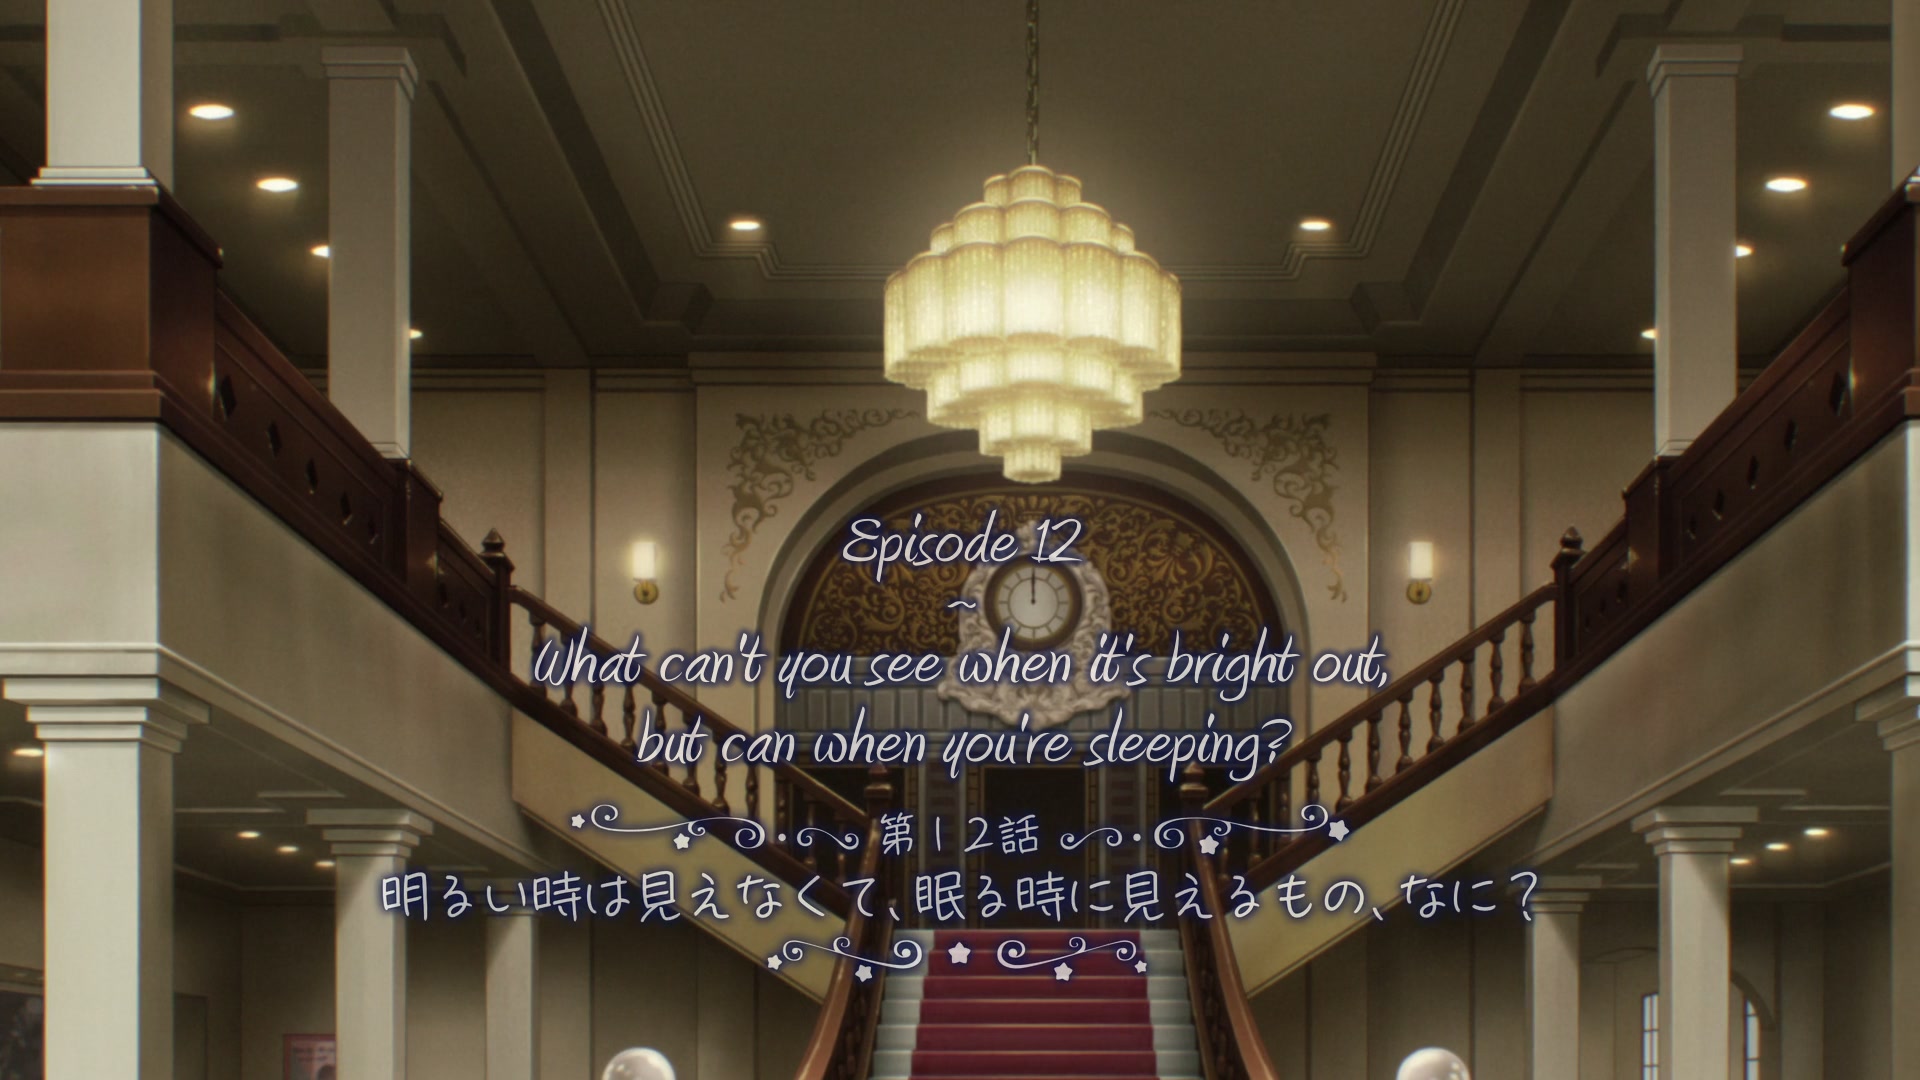 Episode 12
~
What can't you see when it's bright out,
but can when you're sleeping?
第12話
明るい時は見えなくて、眠る時に見えるもの、なに？